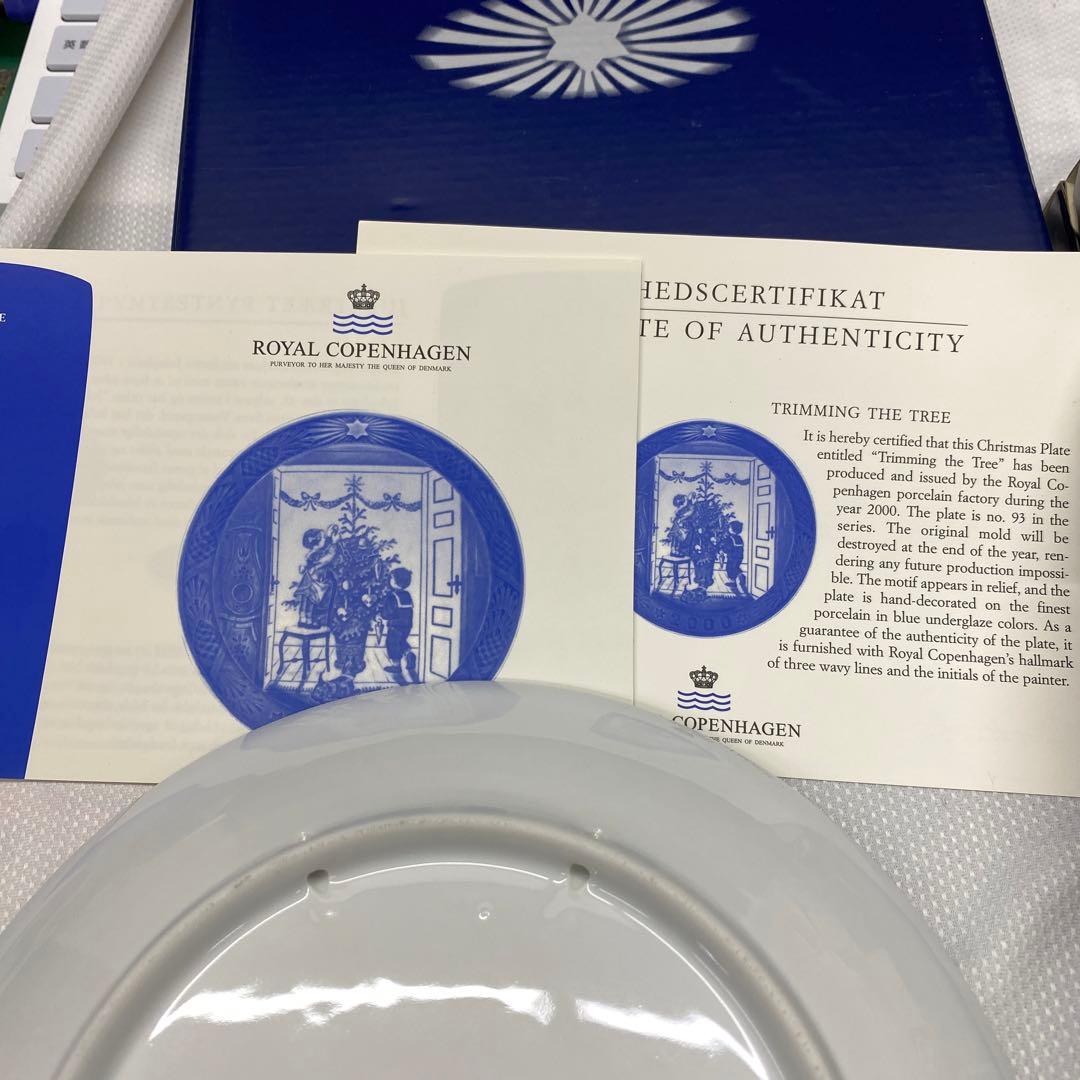 英
E
ROYAL COPENHAGEN
PURVEYOR TO HER MAJESTY THE QUEEN OF DENMARK
HEDSCERTIFIKAT
TE OF AUTHENTICITY
TRIMMING THE TREE
It is hereby certified that this Christmas Plate
entitled “Trimming the Tree” has been
produced and issued by the Royal Co-
penhagen porcelain factory during the
year 2000. The plate is no. 93 in the
series. The original mold will be
destroyed at the end of the year, ren-
dering any future production impossi-
ble. The motif appears in relief, and the
plate is hand-decorated on the finest
porcelain in blue underglaze colors. As a
guarantee of the authenticity of the plate, it
is furnished with Royal Copenhagen’s hallmark
of three wavy lines and the initials of the painter.
2000
COPENHAGEN
THE QUEEN OF DENMARK